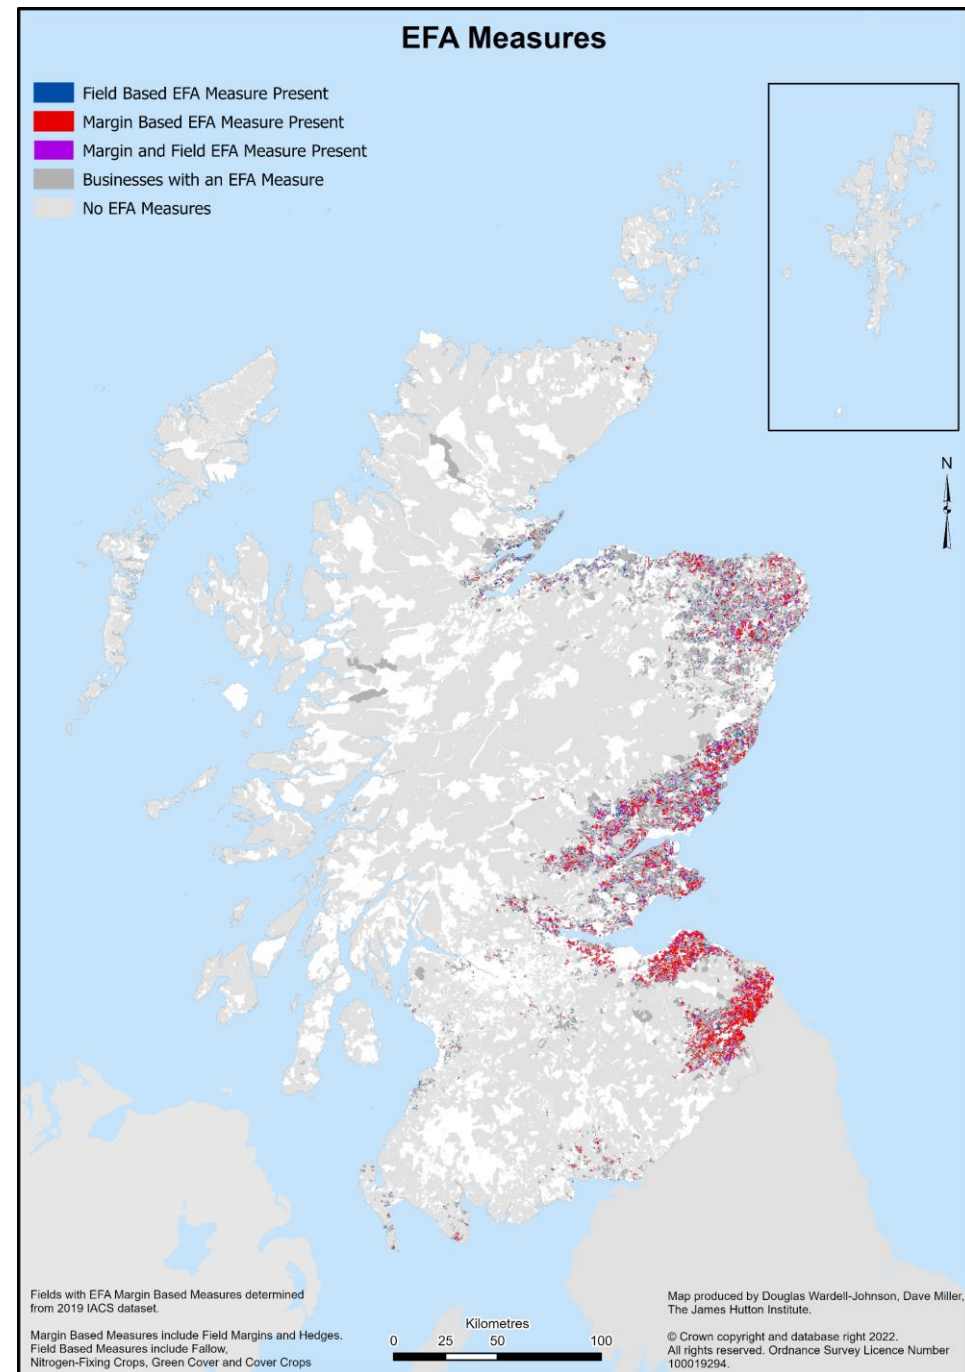 EFA Measures
Field Based EFA Measure Present
Margin Based EFA Measure Present
Margin and Field EFA Measure Present
Businesses with an EFA Measure
No EFA Measures
N
Fields with EFA Margin Based Measures determined
from 2019 IACS dataset.
Margin Based Measures include Field Margins and Hedges.
Field Based Measures include Fallow,
Nitrogen-Fixing Crops, Green Cover and Cover Crops
Kilometres
0 25 50 100
Map produced by Douglas Wardell-Johnson, Dave Miller,
The James Hutton Institute.
© Crown copyright and database right 2022.
All rights reserved. Ordnance Survey Licence Number
100019294.